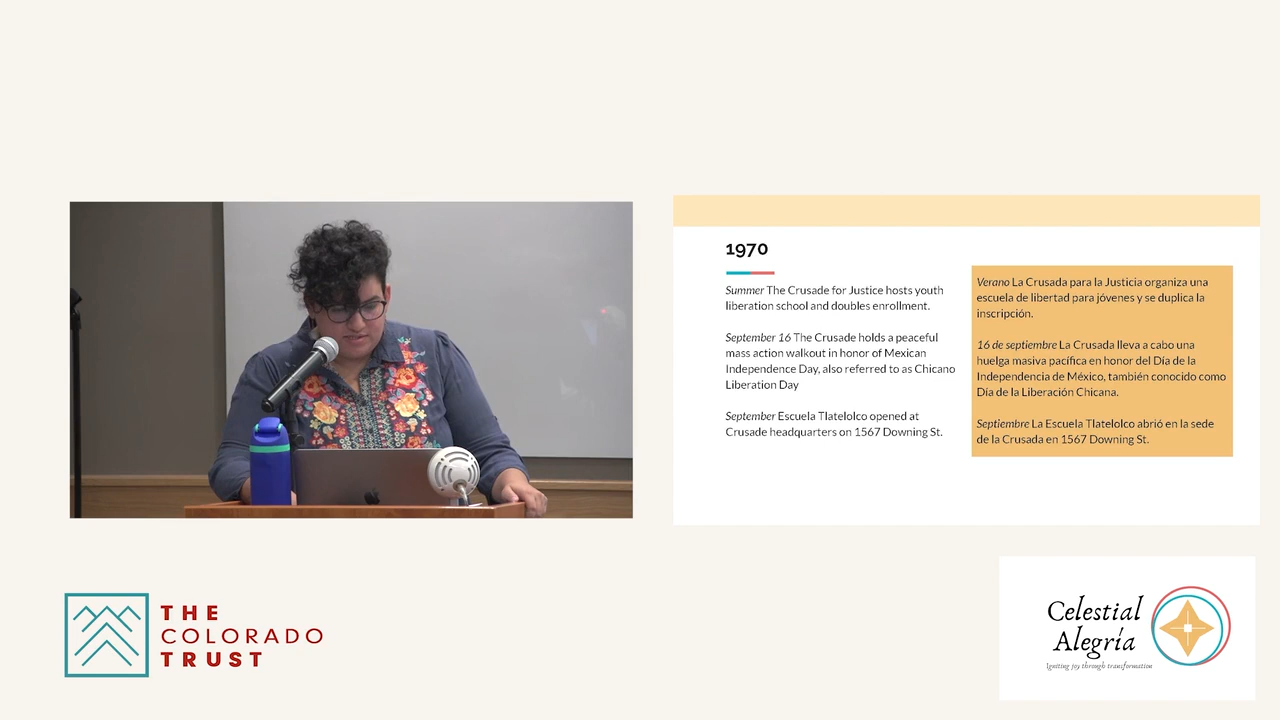 1970
Summer The Crusade for Justice hosts youth
liberation school and doubles enrollment.
September 16 The Crusade holds a peaceful
mass action walkout in honor of Mexican
Independence Day, also referred to as Chicano
Liberation Day
September Escuela Tlatelolco opened at
Crusade headquarters on 1567 Downing St.
Verano La Crusada para la Justicia organiza una
escuela de libertad para jóvenes y se duplica la
inscripción.
16 de septiembre La Crusada lleva a cabo una
huelga masiva pacífica en honor del Día de la
Independencia de México, también conocido como
Día de la Liberación Chicana.
Septiembre La Escuela Tlatelolco abrió en la sede
de la Crusada en 1567 Downing St.
THE
COLORADO
TRUST
Celestial
Alegría
Igniting joy through transformation